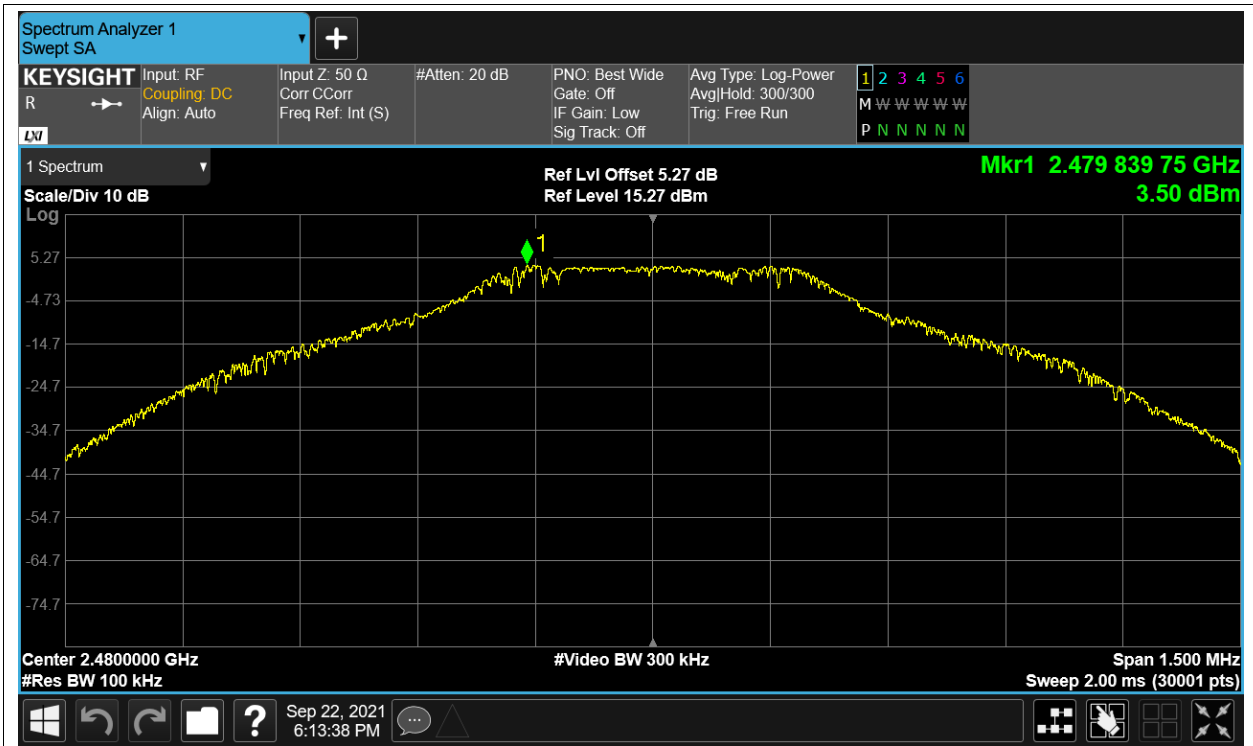 Spectrum Analyzer 1
Swept SA
KEYSIGHT
R
LXI
Input: RF
Coupling: DC
Align: Auto
Input Z: 50 Ω
Corr CCorr
Freq Ref: Int (S)
#Atten: 20 dB
PNO: Best Wide
Gate: Off
IF Gain: Low
Sig Track: Off
Avg Type: Log-Power
Avg|Hold: 300/300
Trig: Free Run
1 2 3 4 5 6
M W W W W W W
P N N N N N
1 Spectrum
Scale/Div 10 dB
Log
Ref Lvl Offset 5.27 dB
Ref Level 15.27 dBm
Mkr1 2.479 839 75 GHz
3.50 dBm
1
5.27
-4.73
-14.7
-24.7
-34.7
-44.7
-54.7
-64.7
-74.7
Center 2.4800000 GHz
#Res BW 100 kHz
#Video BW 300 kHz
Span 1.500 MHz
Sweep 2.00 ms (30001 pts)
?
Sep 22, 2021
6:13:38 PM